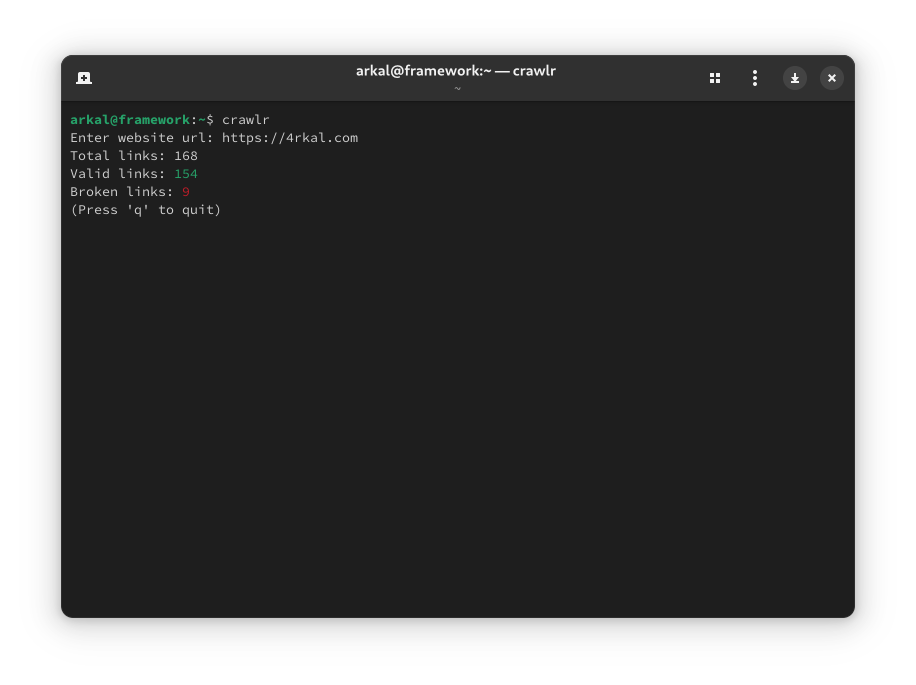 arkal@framework:~ — crawlr
~
arkal@framework:~$ crawlr
Enter website url: https://4rkal.com
Total links: 168
Valid links: 154
Broken links: 9
(Press 'q' to quit)